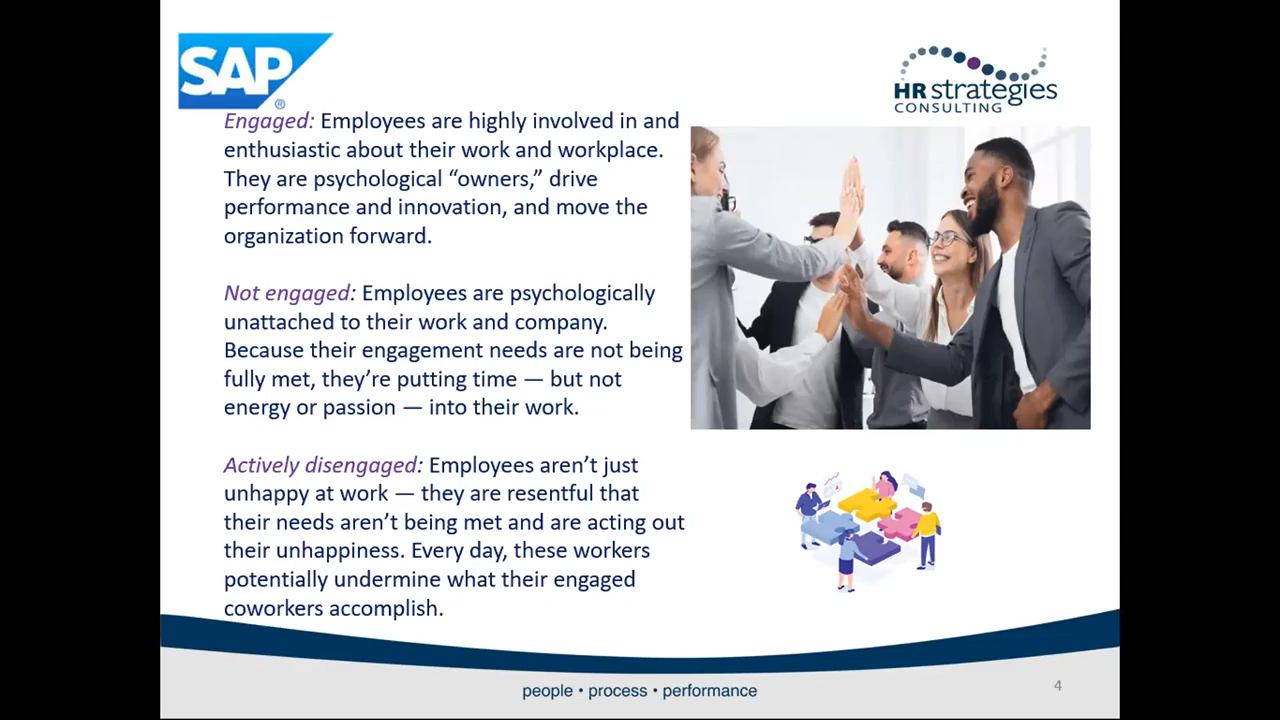 SAP
®
HR strategies
CONSULTING
Engaged: Employees are highly involved in and
enthusiastic about their work and workplace.
They are psychological “owners,” drive
performance and innovation, and move the
organization forward.
Not engaged: Employees are psychologically
unattached to their work and company.
Because their engagement needs are not being
fully met, they’re putting time — but not
energy or passion — into their work.
Actively disengaged: Employees aren’t just
unhappy at work — they are resentful that
their needs aren’t being met and are acting out
their unhappiness. Every day, these workers
potentially undermine what their engaged
coworkers accomplish.
people • process • performance
4